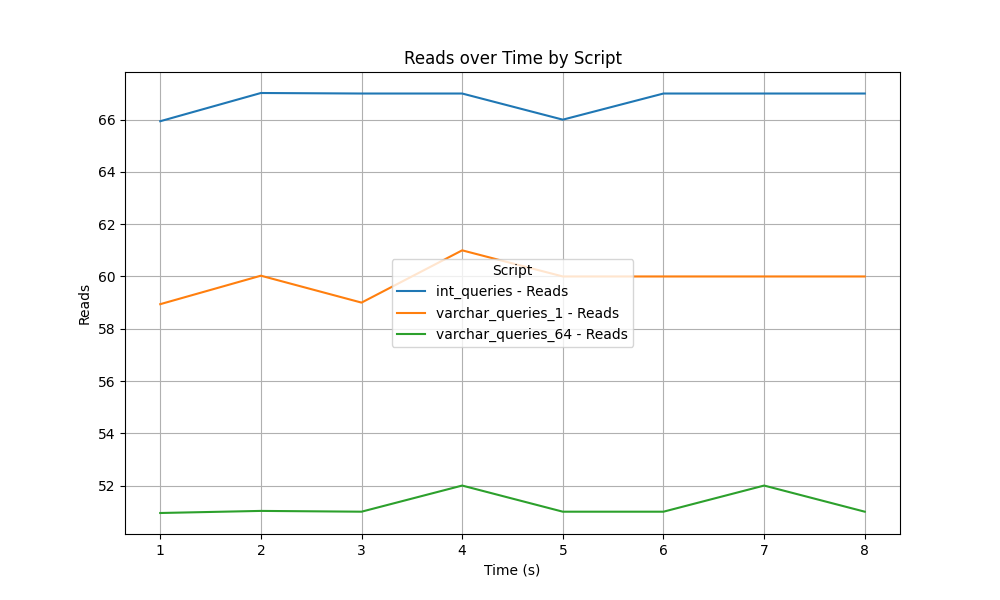 Reads over Time by Script
Reads
66
64
62
60
58
56
54
52
Script
int_queries - Reads
varchar_queries_1 - Reads
varchar_queries_64 - Reads
1 2 3 4 5 6 7 8
Time (s)